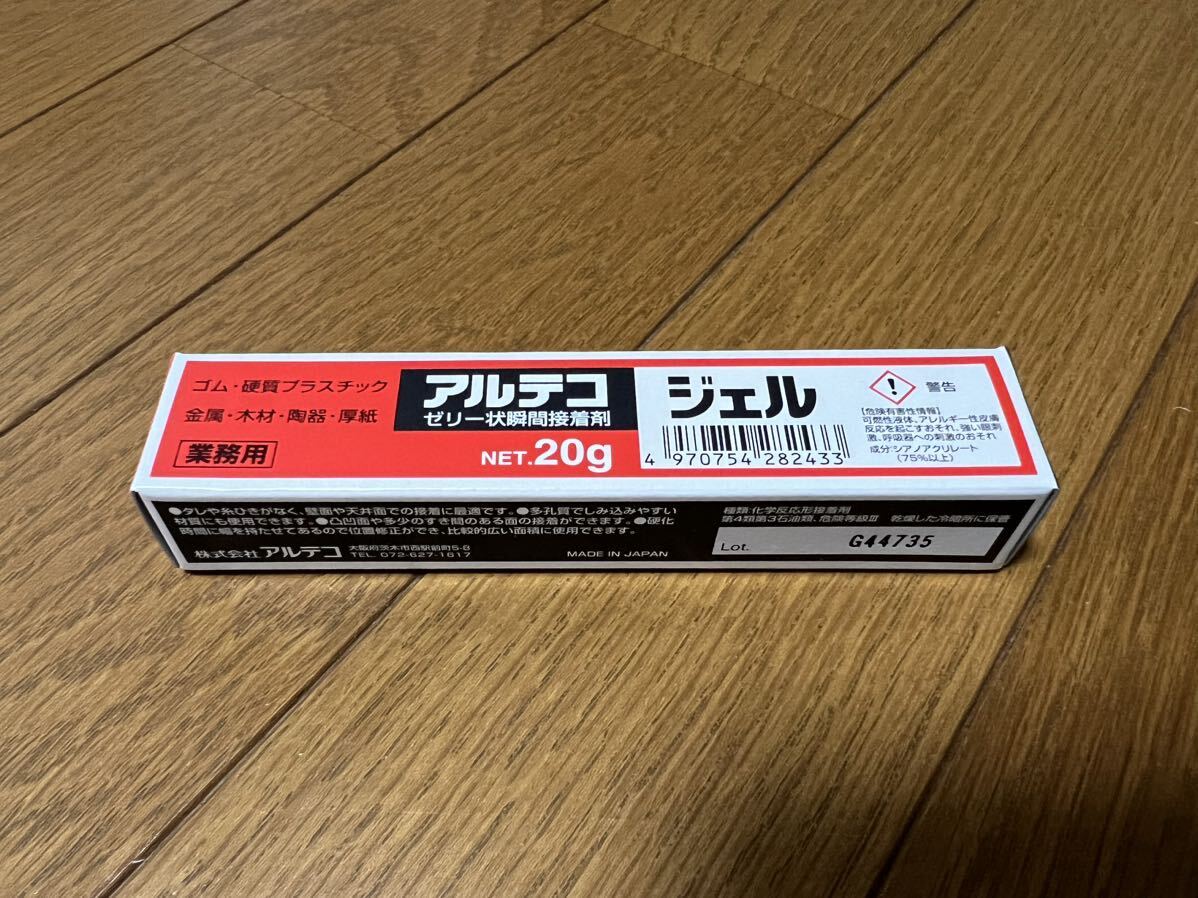 ゴム・硬質プラスチック
金属・木材・陶器・厚紙
業務用
アルテコ
ゼリー状瞬間接着剤
NET.20g
ジェル
4 970754 282433
警告
【危険有害性情報】
可燃性液体、アレルギー性皮膚
反応を起こすおそれ、強い眼刺
激、呼吸器への刺激のおそれ
成分:シアノアクリレート
(75%以上)
●タレや糸ひきがなく、壁面や天井面での接着に最適です。●多孔質でしみ込みやすい
材質にも使用できます。●凸凹面や多少のすき間のある面の接着ができます。●硬化
時間に幅を持たせてあるので位置修正ができ、比較的広い面積に使用できます。
株式会社 アルテコ
大阪府茨木市西駅前町5-8
TEL. 072-627-1617
MADE IN JAPAN
種類:化学反応形接着剤
第4類第3石油類、危険等級Ⅲ 乾燥した冷暗所に保管
Lot. G44735